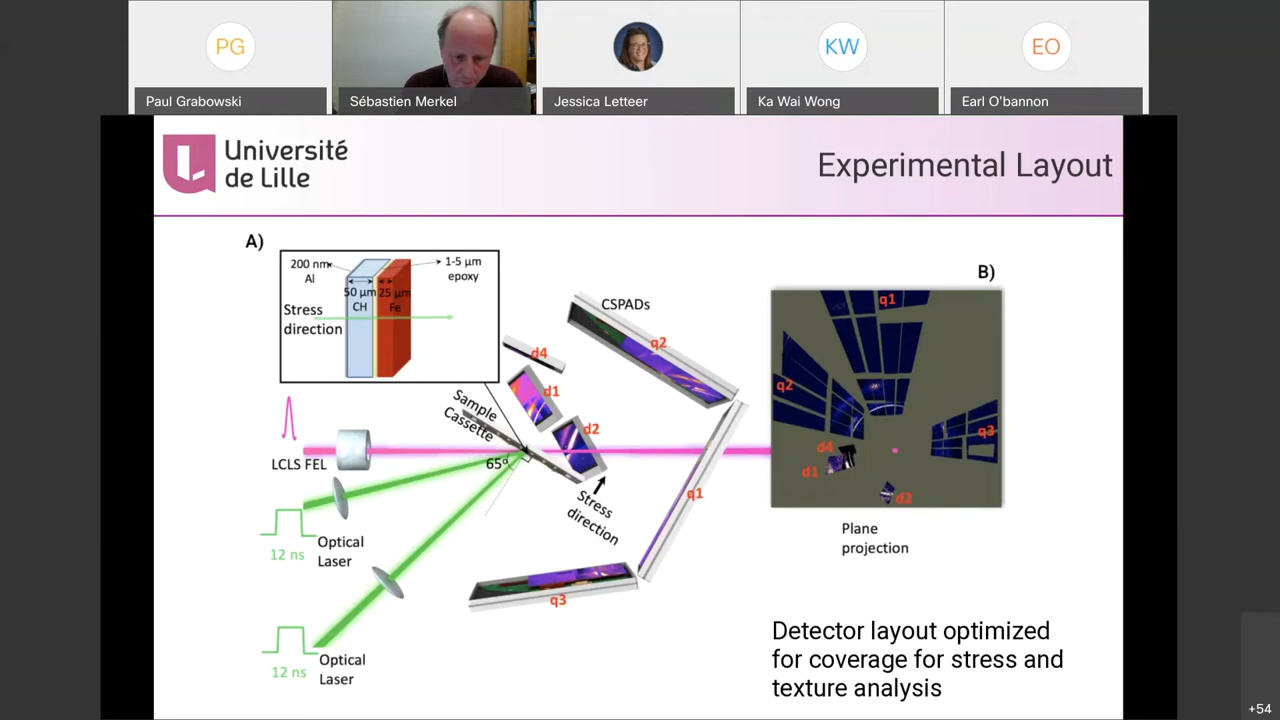 PG
KW
EO
Paul Grabowski
Sébastien Merkel
Jessica Letteer
Ka Wai Wong
Earl O'bannon
Université
de Lille
Experimental Layout
A)
200 nm
Al
1-5 μm
epoxy
50 μm
CH
25 μm
Fe
Stress
direction
CSPADs
q2
d4
d1
d2
Sample
Cassette
LCLS FEL
65°
q1
Stress
direction
12 ns
Optical
Laser
q3
12 ns
Optical
Laser
B)
q1
q2
q3
d4
d1
d2
Plane
projection
Detector layout optimized
for coverage for stress and
texture analysis
+54